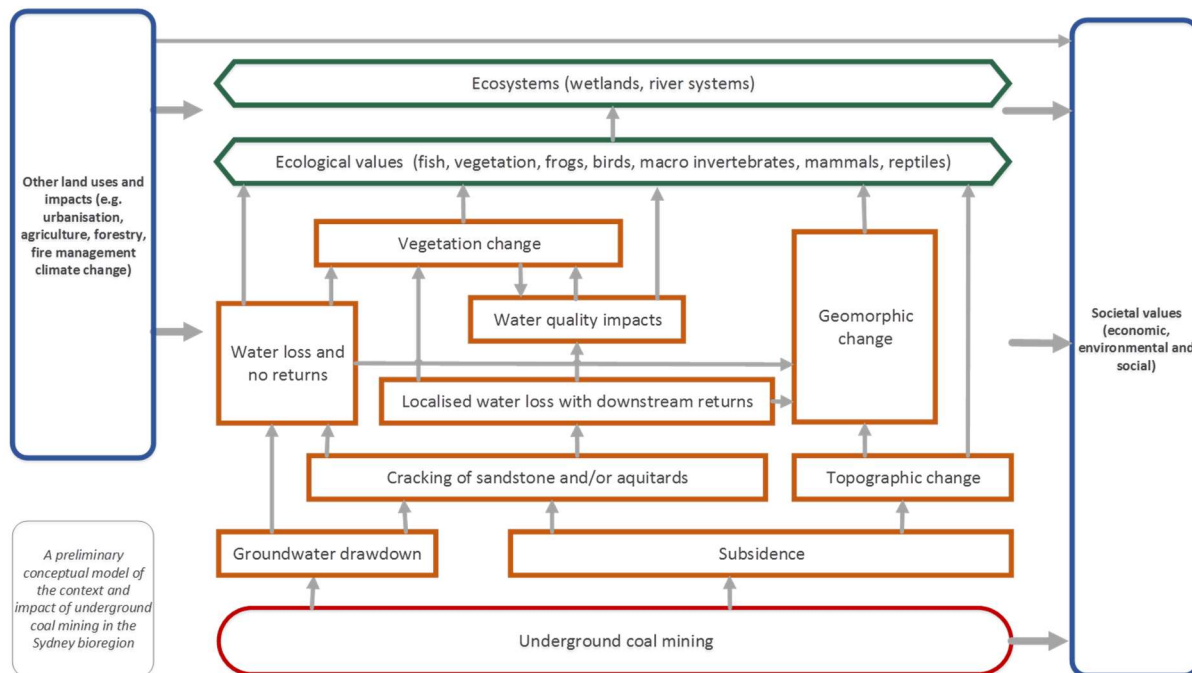 Ecosystems (wetlands, river systems)
Ecological values  (fish, vegetation, frogs, birds, macro invertebrates, mammals, reptiles)
Other land uses and
impacts (e.g.
urbanisation,
agriculture, forestry,
fire management
climate change)
Vegetation change
Water quality impacts
Geomorphic
change
Water loss and
no returns
Localised water loss with downstream returns
Cracking of sandstone and/or aquitards
Topographic change
Groundwater drawdown
Subsidence
Underground coal mining
Societal values
(economic,
environmental and
social)
A preliminary
conceptual model of
the context and
impact of underground
coal mining in the
Sydney bioregion